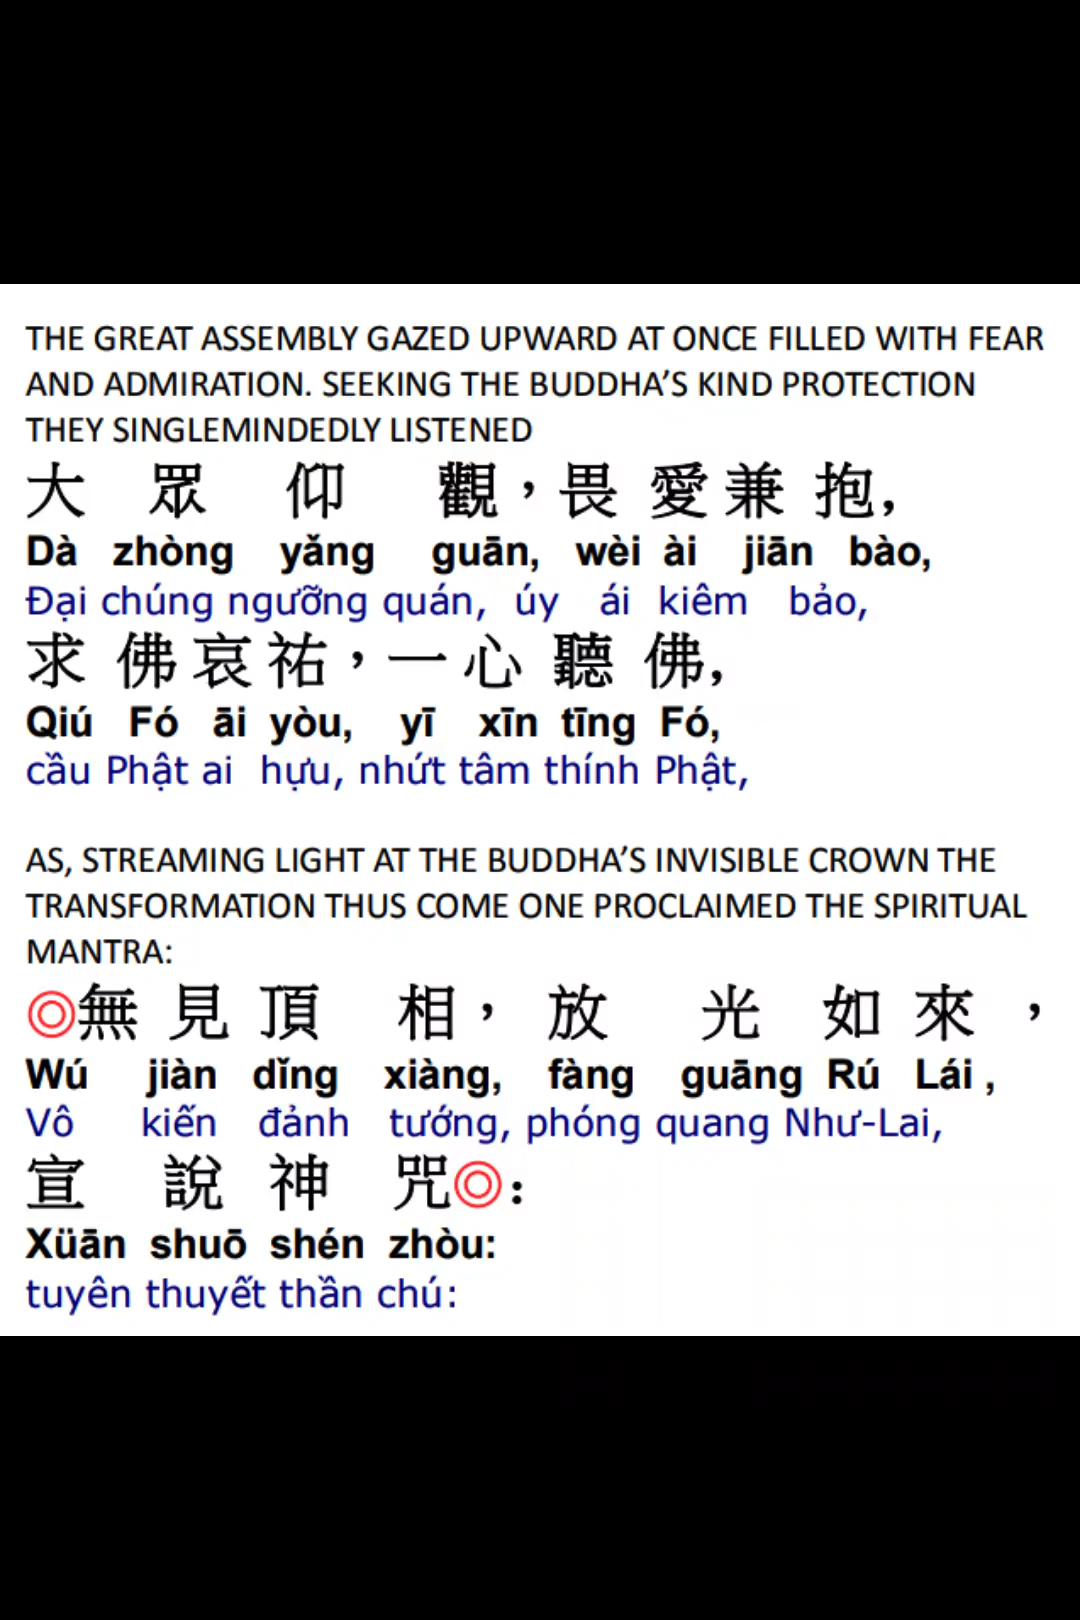 THE GREAT ASSEMBLY GAZED UPWARD AT ONCE FILLED WITH FEAR
AND ADMIRATION. SEEKING THE BUDDHA’S KIND PROTECTION
THEY SINGLEMINDEDLY LISTENED
大 眾 仰 觀，畏 愛 兼 抱,
Dà zhòng yǎng guān, wèi ài jiān bào,
Đại chúng ngưỡng quán, úy ái kiêm bảo,
求 佛 哀 祐，一 心 聽 佛,
Qiú Fó āi yòu, yī xīn tīng Fó,
cầu Phật ai hựu, nhứt tâm thính Phật,
AS, STREAMING LIGHT AT THE BUDDHA’S INVISIBLE CROWN THE
TRANSFORMATION THUS COME ONE PROCLAIMED THE SPIRITUAL
MANTRA:
◎無 見 頂 相，放 光 如 來 ，
Wú jiàn dǐng xiàng, fàng guāng Rú Lái ,
Vô kiến đảnh tướng, phóng quang Như-Lai,
宣 說 神 咒◎:
Xüān shuō shén zhòu:
tuyên thuyết thần chú: